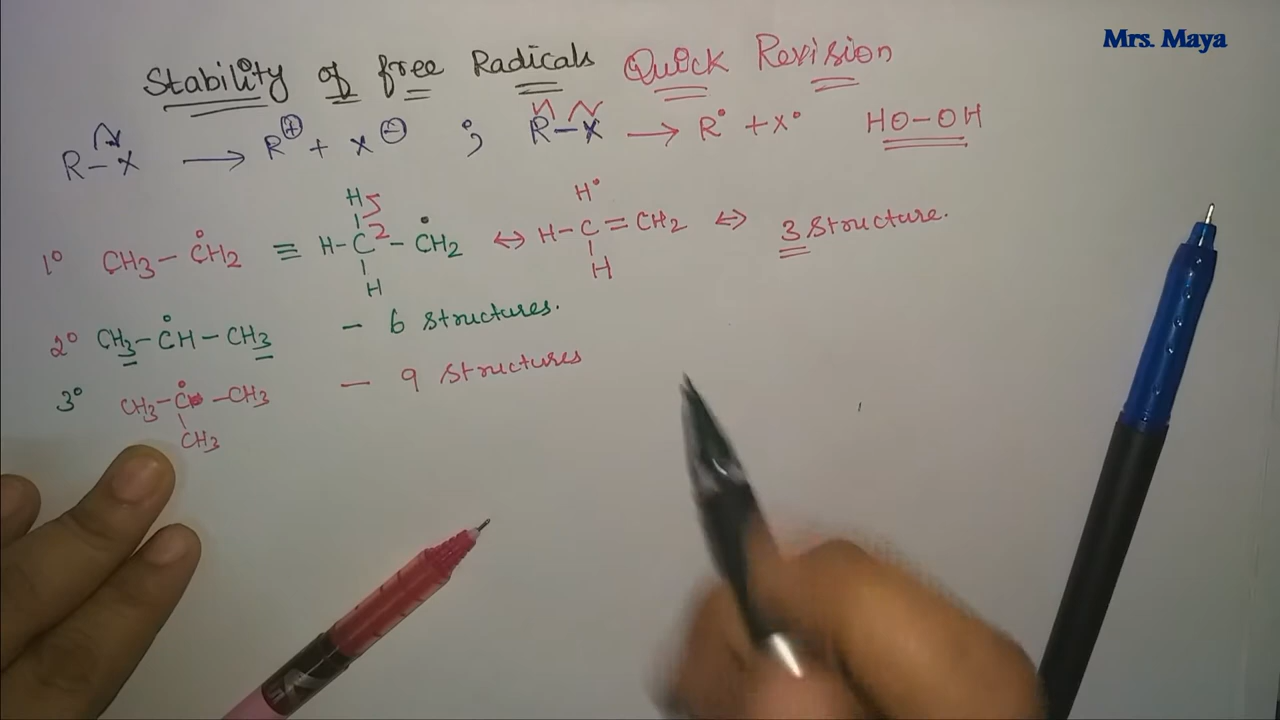 Mrs. Maya
Stability of free Radicals Quick Revision
R–X → R⊕ + X⊖ ; R–X → R• + X• HO–OH
H H•
1° CH3–ĊH2 ≡ H–C–ĊH2 ↔ H–C=CH2 ⇔ 3 structure.
H H
2° CH3–ĊH–CH3 – 6 structures.
3° CH3–Ċ–CH3 – 9 structures
CH3